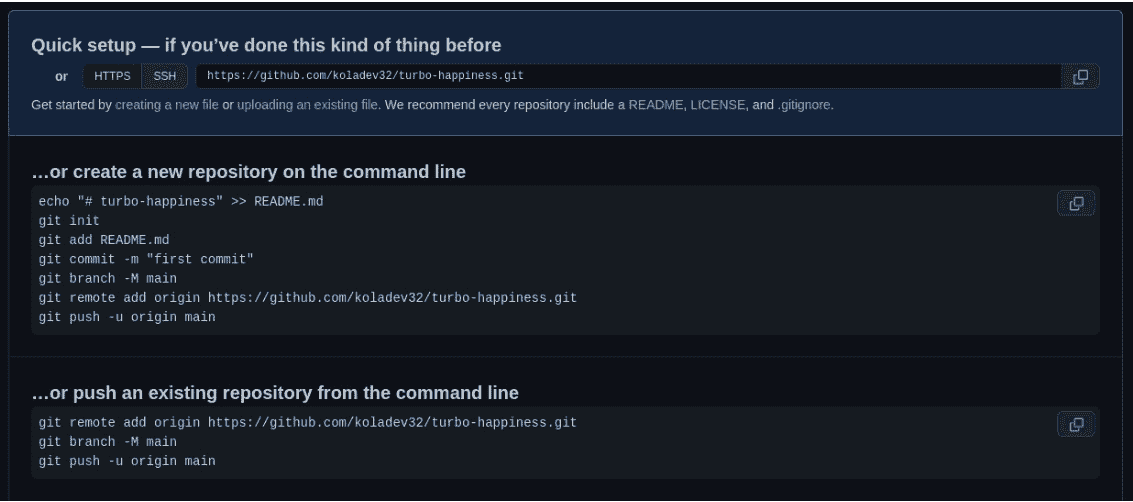 Quick setup — if you’ve done this kind of thing before
or HTTPS SSH https://github.com/koladev32/turbo-happiness.git
Get started by creating a new file or uploading an existing file. We recommend every repository include a README, LICENSE, and .gitignore.
…or create a new repository on the command line
echo "# turbo-happiness" >> README.md
git init
git add README.md
git commit -m "first commit"
git branch -M main
git remote add origin https://github.com/koladev32/turbo-happiness.git
git push -u origin main
…or push an existing repository from the command line
git remote add origin https://github.com/koladev32/turbo-happiness.git
git branch -M main
git push -u origin main